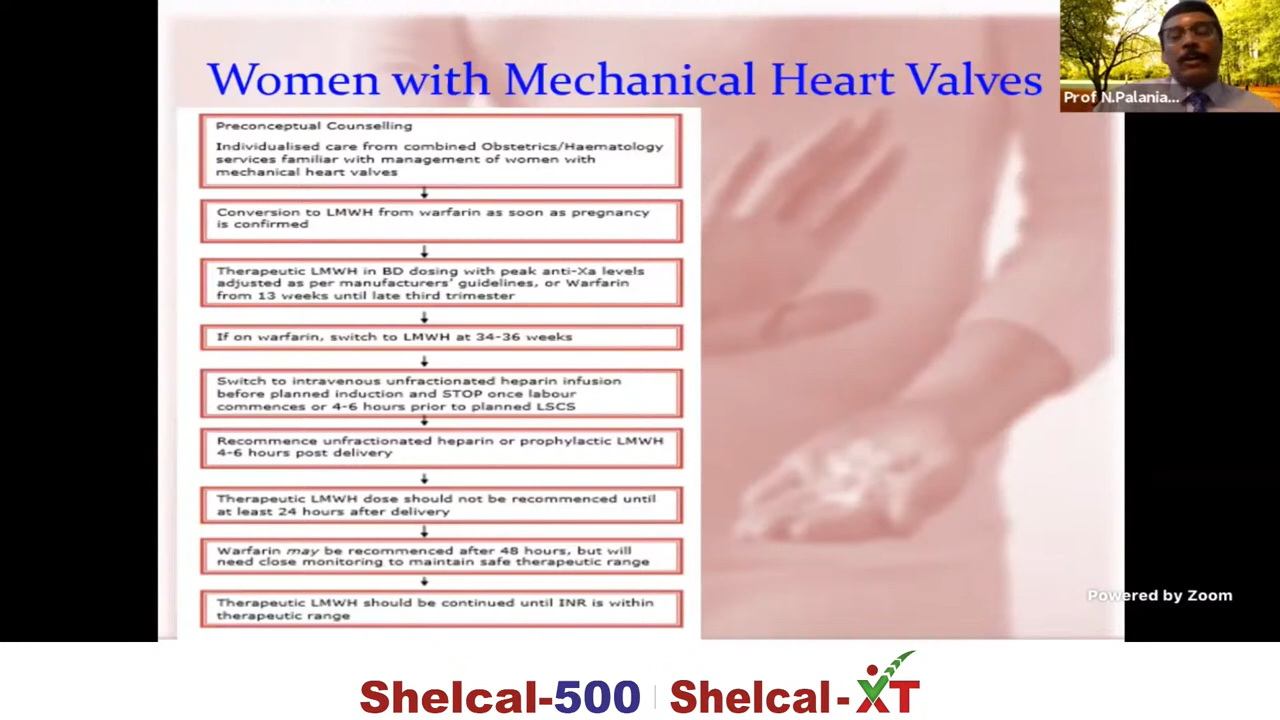 Women with Mechanical Heart Valves
Prof N.Palania...
Preconceptual Counselling
Individualised care from combined Obstetrics/Haematology
services familiar with management of women with
mechanical heart valves
Conversion to LMWH from warfarin as soon as pregnancy
is confirmed
Therapeutic LMWH in BD dosing with peak anti-Xa levels
adjusted as per manufacturers' guidelines, or Warfarin
from 13 weeks until late third trimester
If on warfarin, switch to LMWH at 34-36 weeks
Switch to intravenous unfractionated heparin infusion
before planned induction and STOP once labour
commences or 4-6 hours prior to planned LSCS
Recommence unfractionated heparin or prophylactic LMWH
4-6 hours post delivery
Therapeutic LMWH dose should not be recommenced until
at least 24 hours after delivery
Warfarin may be recommenced after 48 hours, but will
need close monitoring to maintain safe therapeutic range
Therapeutic LMWH should be continued until INR is within
therapeutic range
Powered by Zoom
Shelcal-500 Shelcal-XT